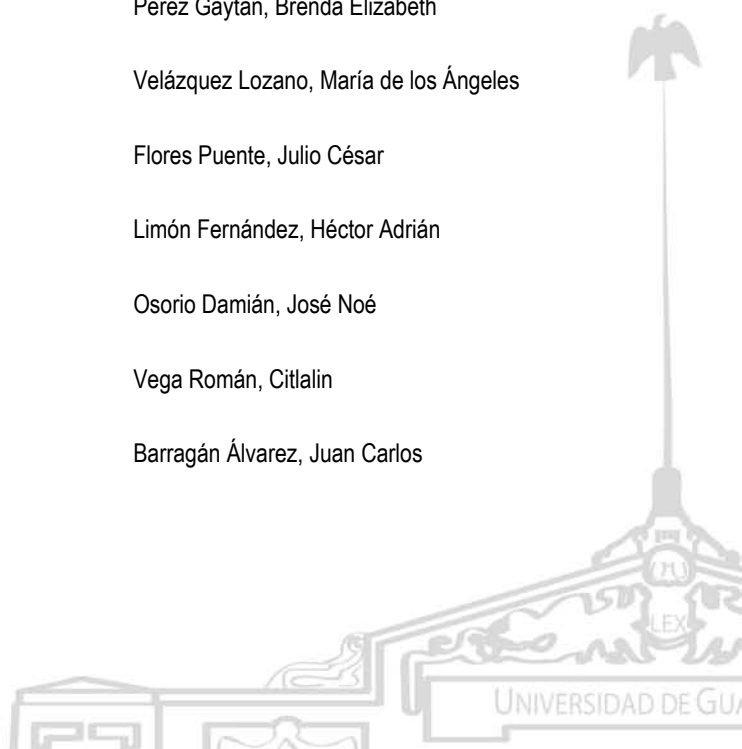 Pérez Gaytán, Brenda Elizabeth
Velázquez Lozano, María de los Ángeles
Flores Puente, Julio César
Limón Fernández, Héctor Adrián
Osorio Damián, José Noé
Vega Román, Citlalin
Barragán Álvarez, Juan Carlos
LEX
UNIVERSIDAD DE GUA